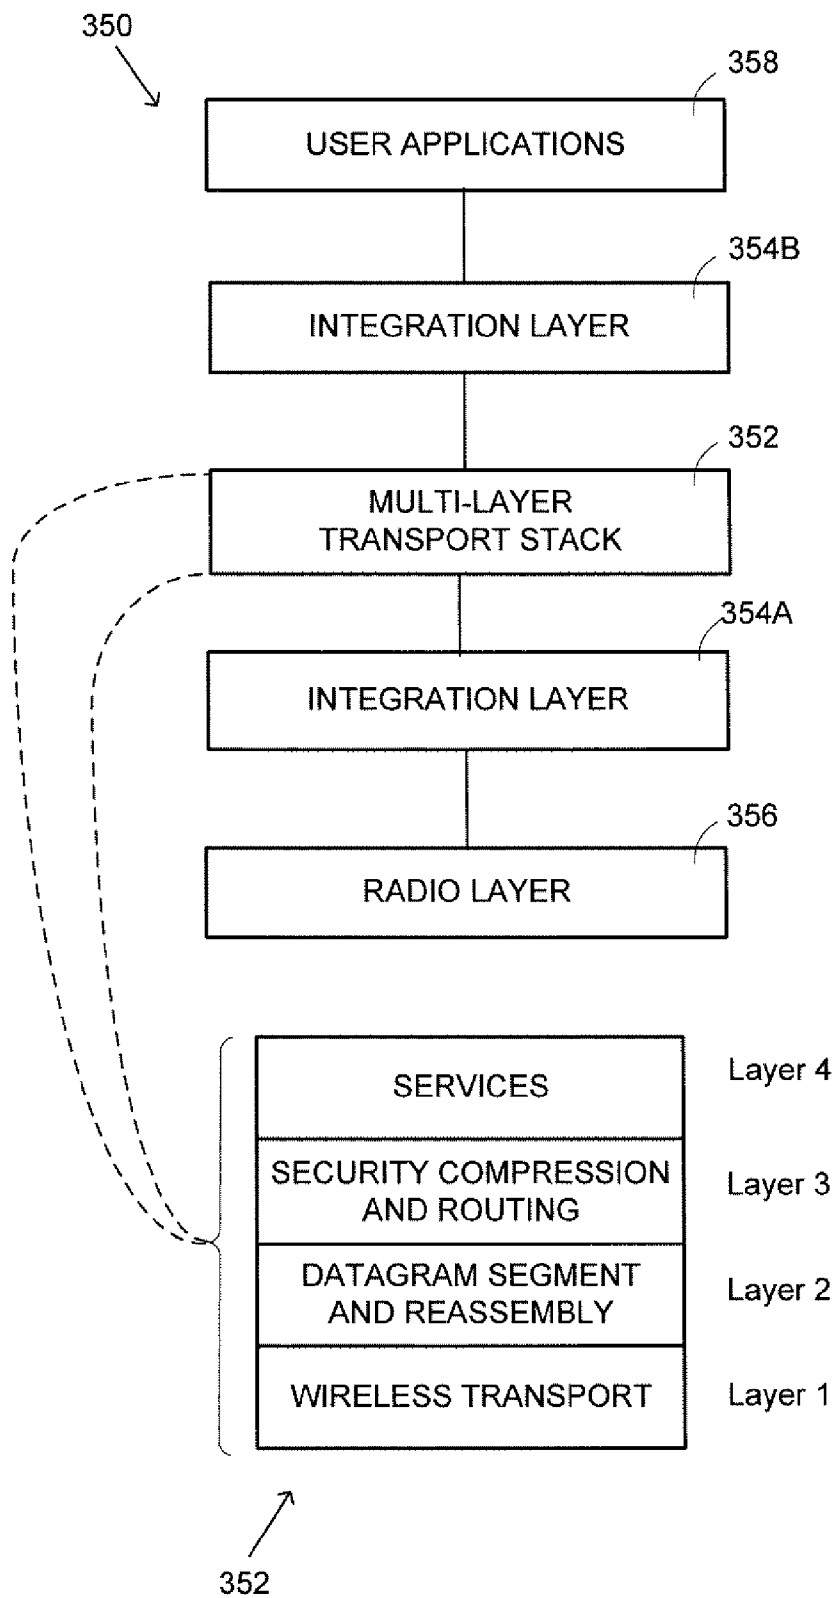 350
358
USER APPLICATIONS
354B
INTEGRATION LAYER
352
MULTI-LAYER
TRANSPORT STACK
354A
INTEGRATION LAYER
356
RADIO LAYER
SERVICES
Layer 4
SECURITY COMPRESSION
AND ROUTING
Layer 3
DATAGRAM SEGMENT
AND REASSEMBLY
Layer 2
WIRELESS TRANSPORT
Layer 1
352